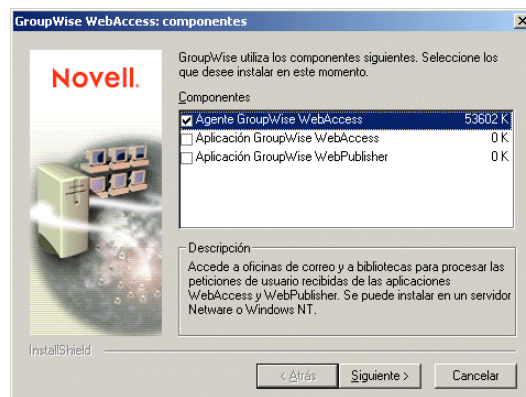 GroupWise WebAccess: componentes
Novell.
GroupWise utiliza los componentes siguientes. Seleccione los
que desee instalar en este momento.
Componentes
Agente GroupWise WebAccess 53602 K
Aplicación GroupWise WebAccess 0 K
Aplicación GroupWise WebPublisher 0 K
Descripción
Accede a oficinas de correo y a bibliotecas para procesar las
peticiones de usuario recibidas de las aplicaciones
WebAccess y WebPublisher. Se puede instalar en un servidor
Netware o Windows NT.
InstallShield
< Atrás Siguiente > Cancelar